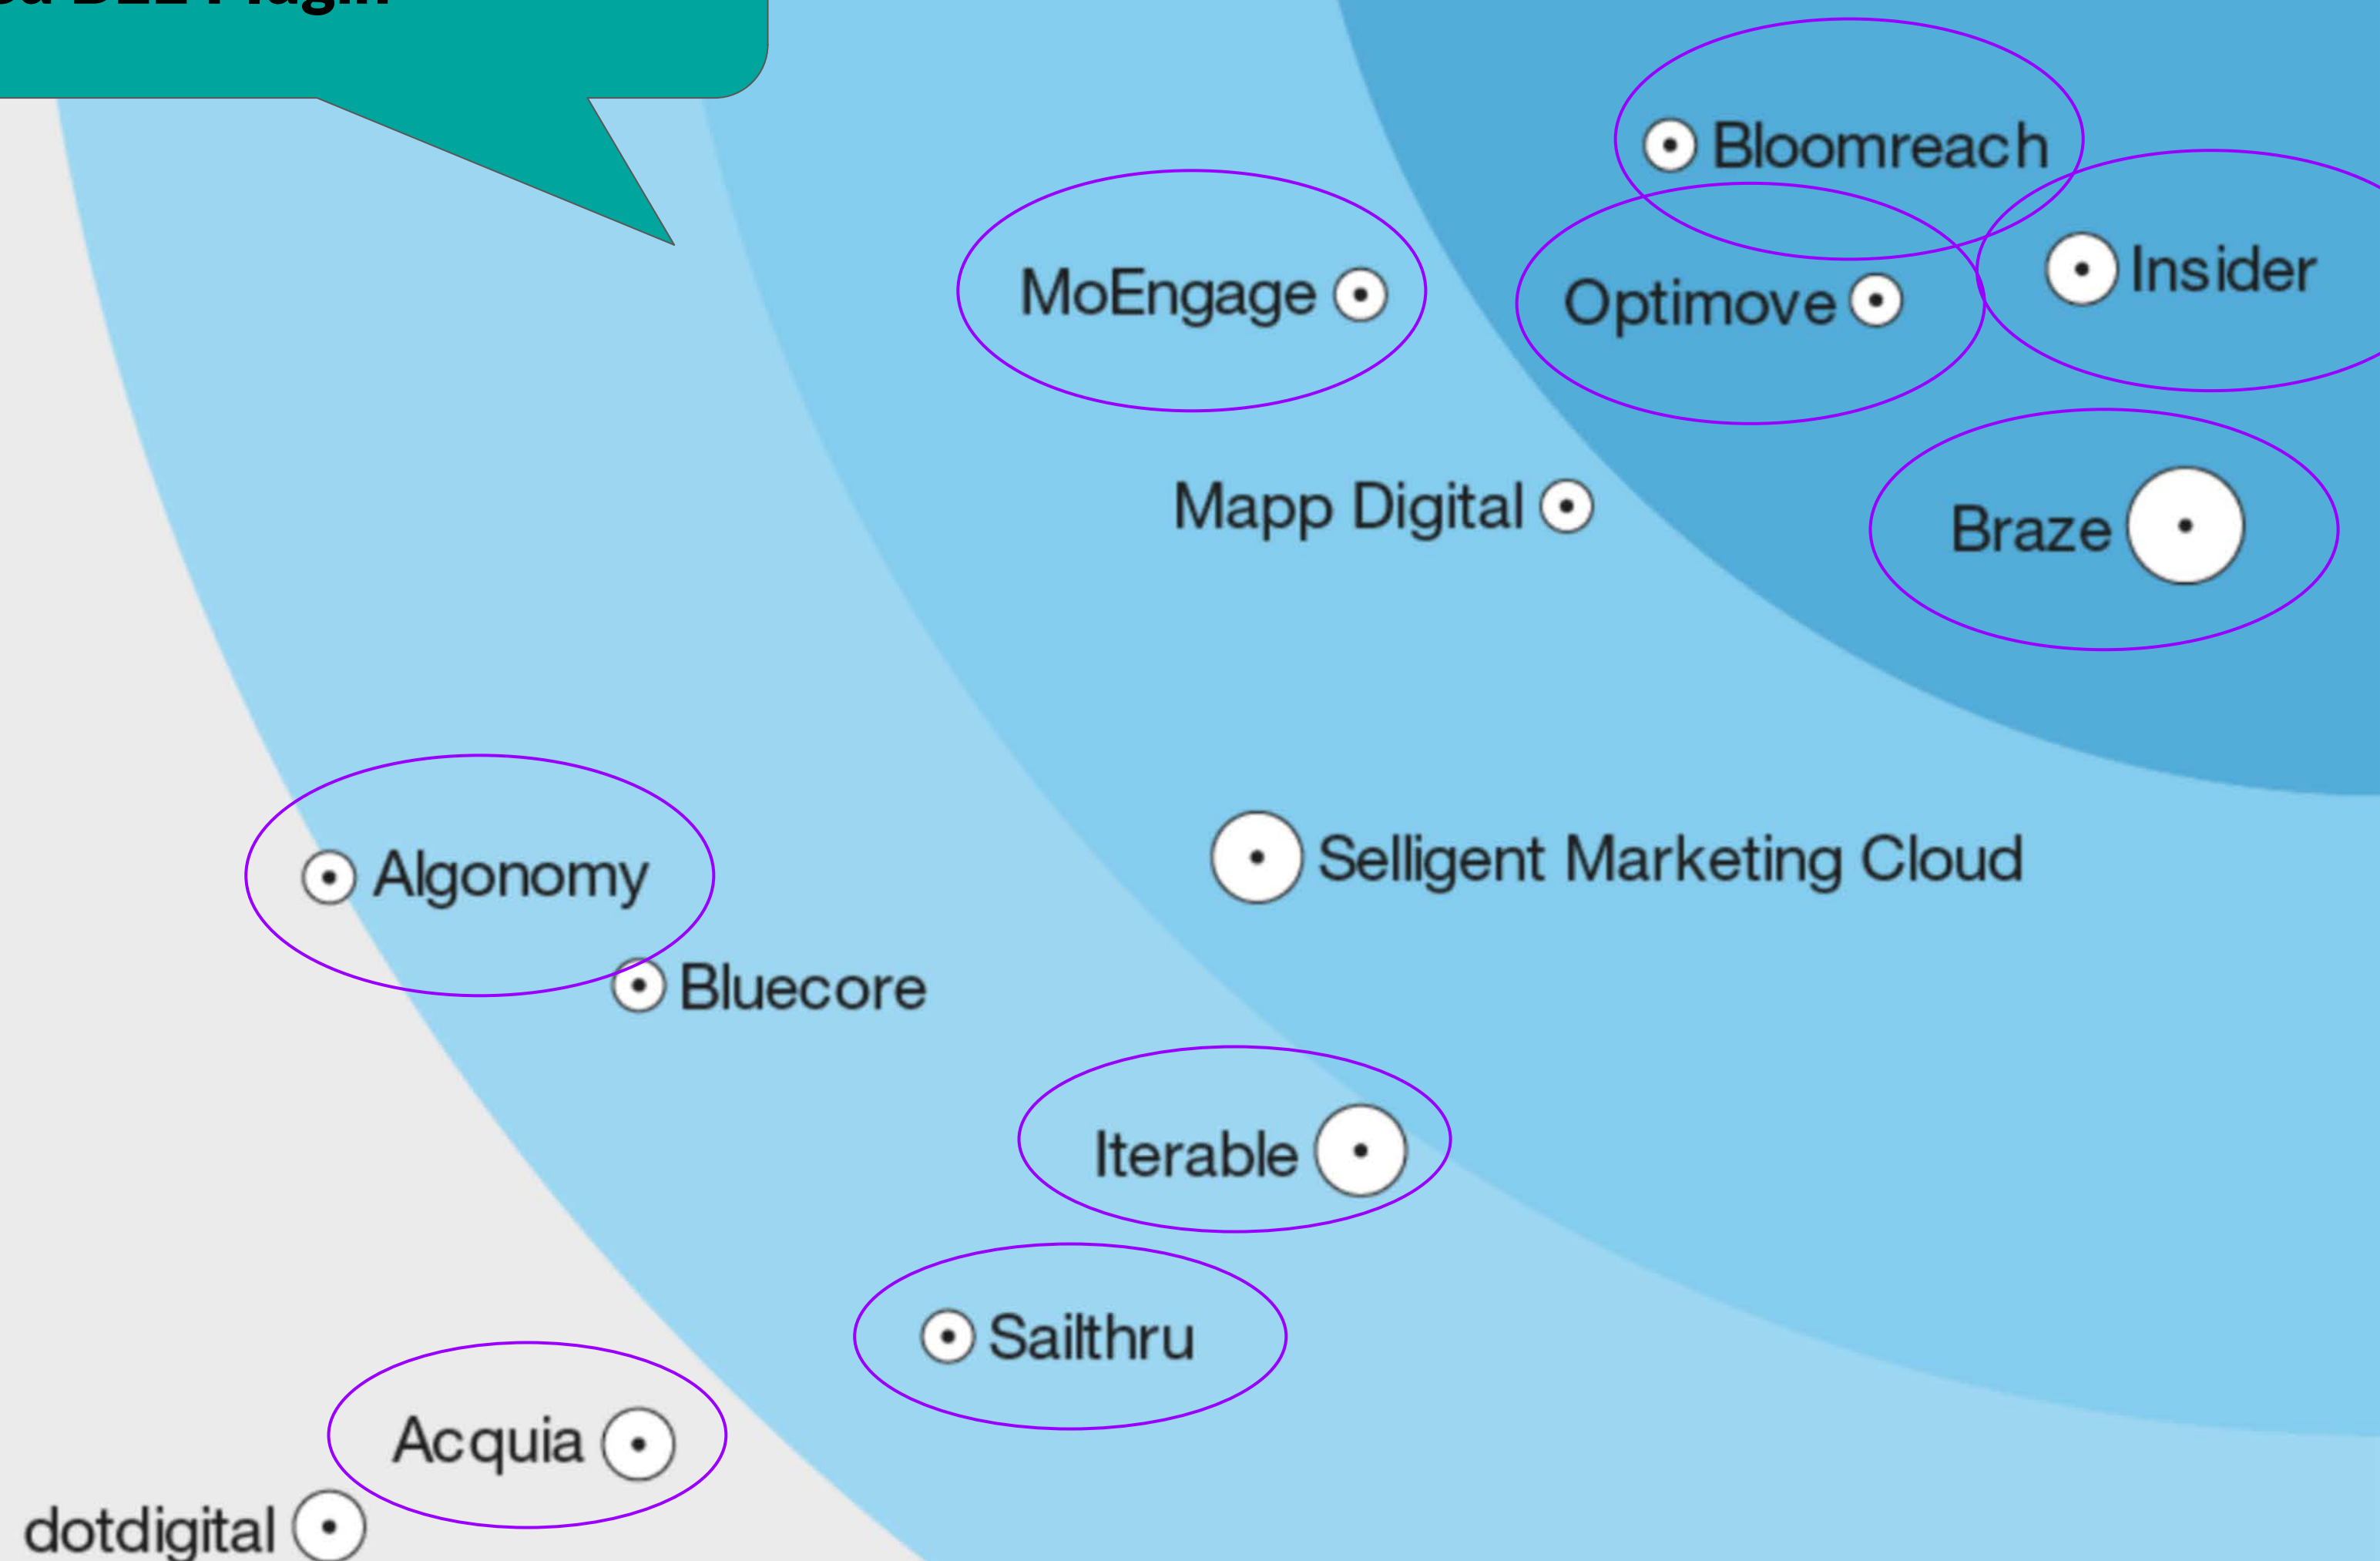 Bloomreach
Insider
MoEngage
Optimove
Mapp Digital
Braze
Selligent Marketing Cloud
Algonomy
Bluecore
Iterable
Sailthru
Acquia
dotdigital